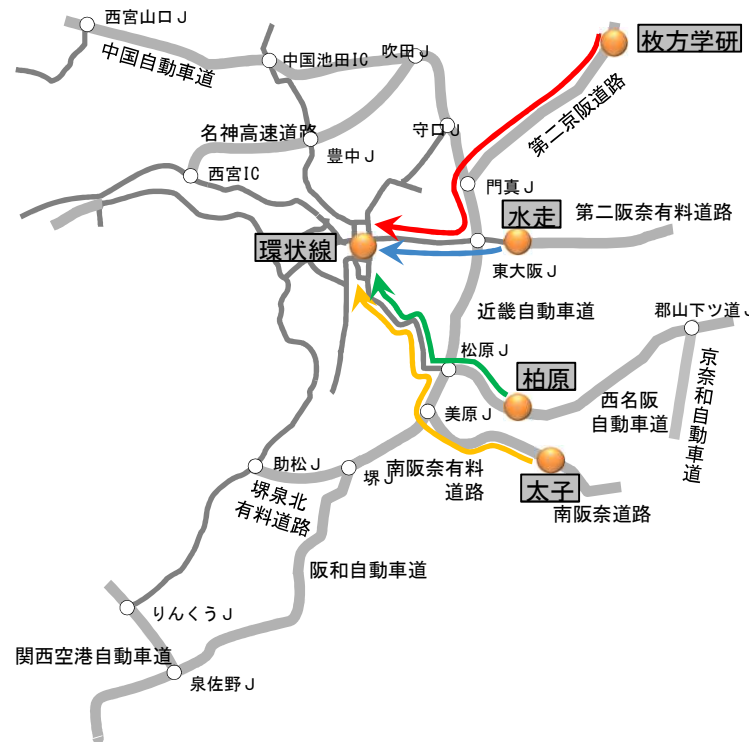 西宮山口J
中国自動車道
中国池田IC
吹田J
枚方学研
第二京阪道路
名神高速道路
守口J
豊中J
西宮IC
門真J
水走
第二阪奈有料道路
環状線
東大阪J
近畿自動車道
郡山下ツ道J
松原J
柏原
西名阪
自動車道
京奈和自動車道
美原J
助松J
堺J
南阪奈有料
道路
太子
南阪奈道路
堺泉北
有料道路
阪和自動車道
りんくうJ
関西空港自動車道
泉佐野J